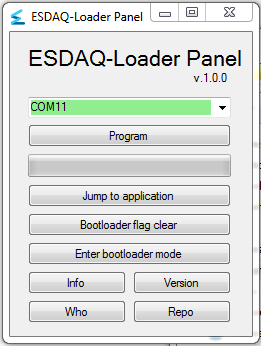 ESDAQ-Loader Panel
ESDAQ-Loader Panel
v.1.0.0
COM11
Program
Jump to application
Bootloader flag clear
Enter bootloader mode
Info Version
Who Repo